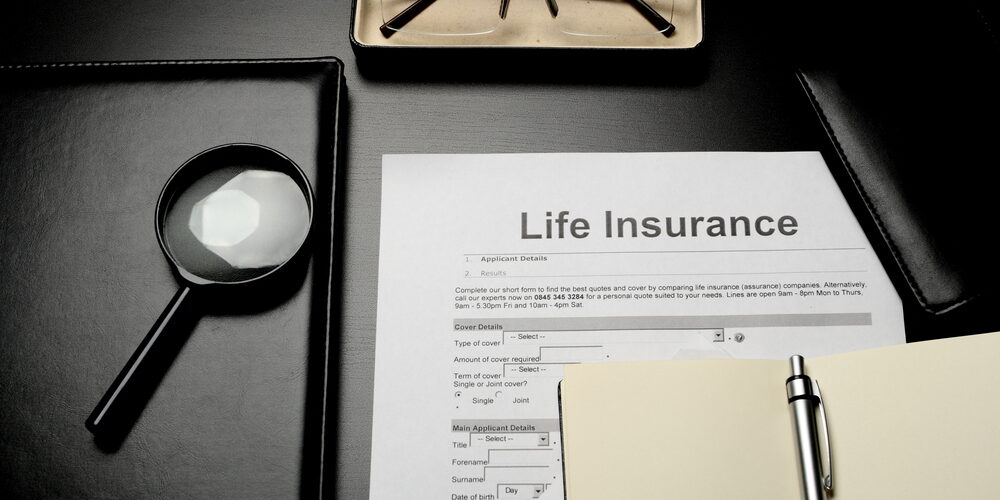 Life Insurance
1. Applicant Details
2. Results
Complete our short form to find the best quotes and cover by comparing life insurance (assurance) companies. Alternatively,
call our experts now on 0845 345 3284 for a personal quote suited to your needs. Lines are open 9am - 8pm Mon to Thurs,
9am - 5.30pm Fri and 10am - 4pm Sat.
Cover Details
Type of cover -- Select -- * ?
Amount of cover required *
Term of cover -- Select --
Single or Joint cover?
Single Joint
*
Main Applicant Details
Title -- Select -- *
Forename
Surname
Date of birth Day